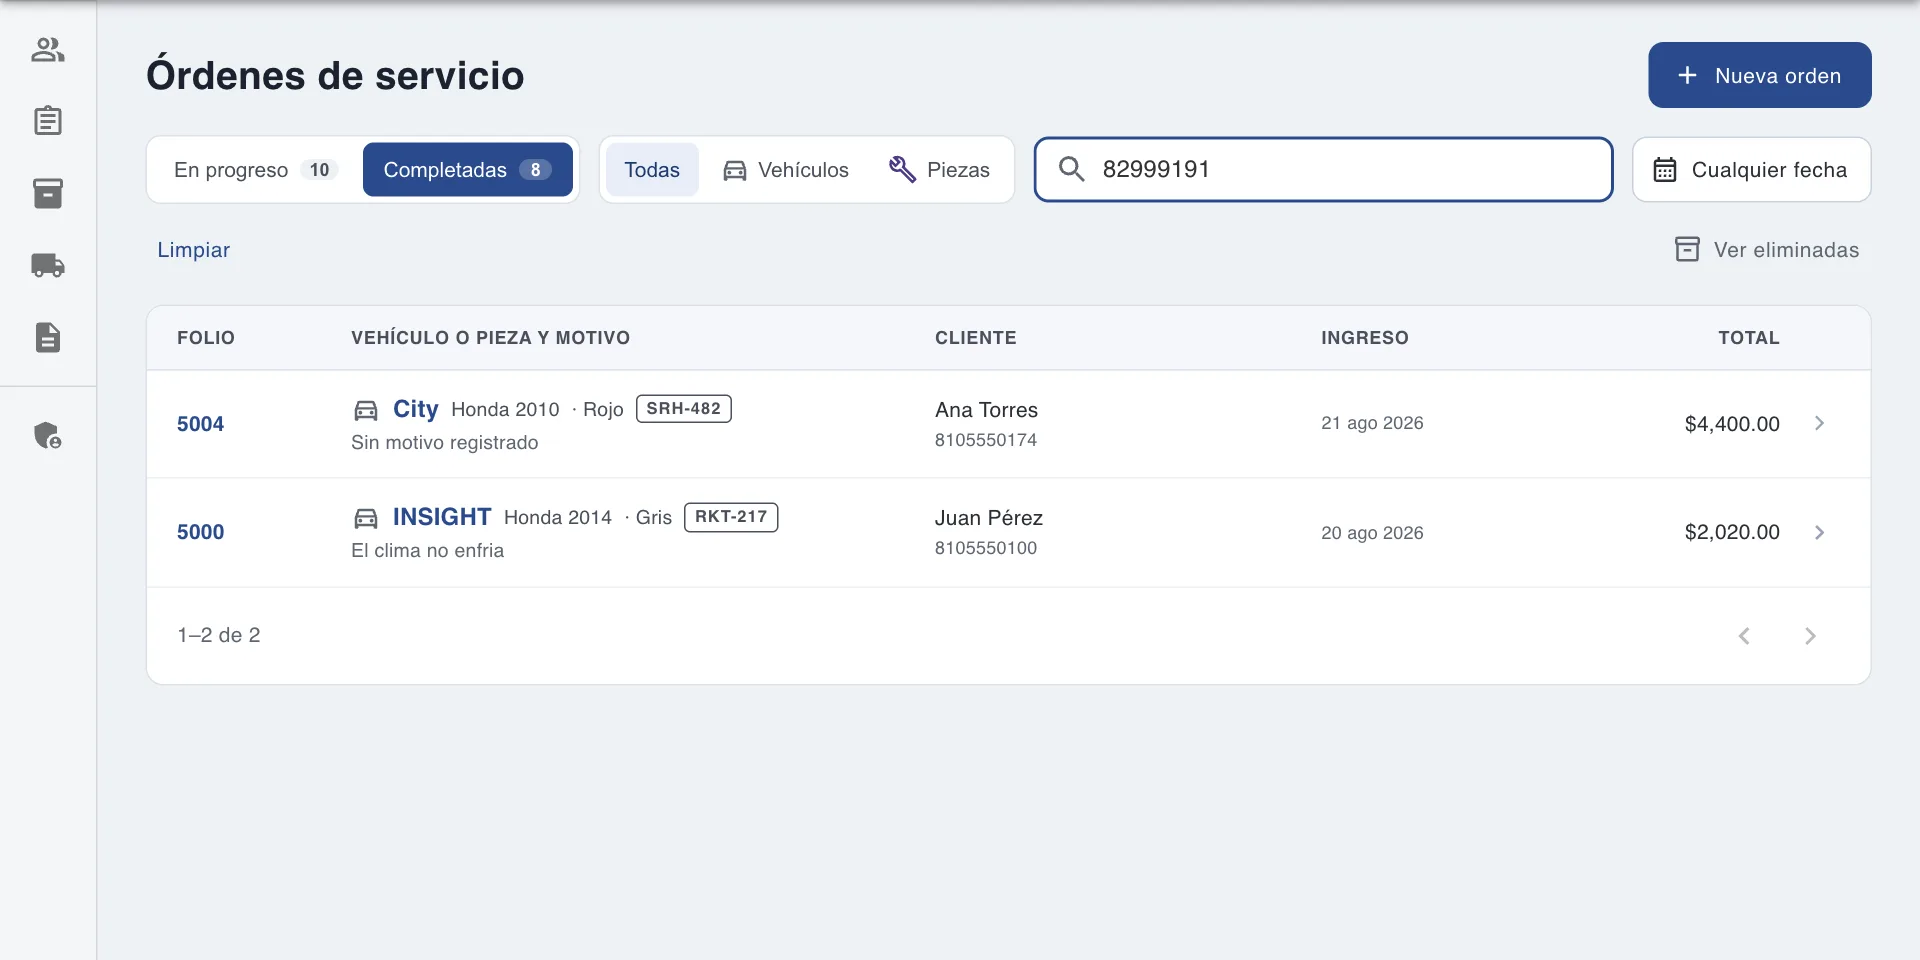 Órdenes de servicio
+ Nueva orden
En progreso 10 Completadas 8 Todas Vehículos Piezas 82999191 Cualquier fecha
Limpiar Ver eliminadas
FOLIO VEHÍCULO O PIEZA Y MOTIVO CLIENTE INGRESO TOTAL
5004 City Honda 2010 · Rojo SRH-482 Ana Torres 21 ago 2026 $4,400.00
Sin motivo registrado 8105550174
5000 INSIGHT Honda 2014 · Gris RKT-217 Juan Pérez 20 ago 2026 $2,020.00
El clima no enfria 8105550100
1–2 de 2